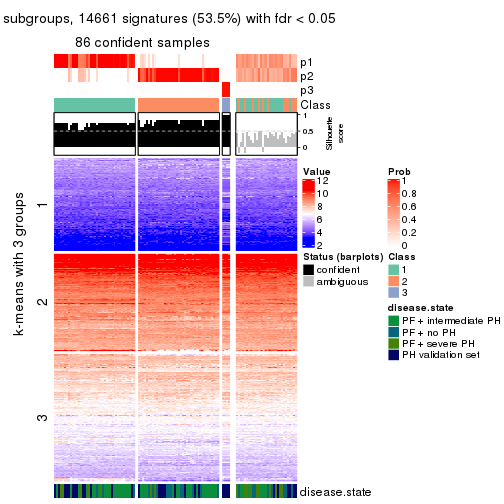 subgroups, 14661 signatures (53.5%) with fdr < 0.05
86 confident samples
p1
p2
p3
Class
1
0.5
0
Silhouette
score
k-means with 3 groups
1
2
3
Value
12
10
8
6
4
2
Prob
1
0.8
0.6
0.4
0.2
0
Status (barplots)
confident
ambiguous
Class
1
2
3
disease.state
PF + intermediate PH
PF + no PH
PF + severe PH
PH validation set
disease.state